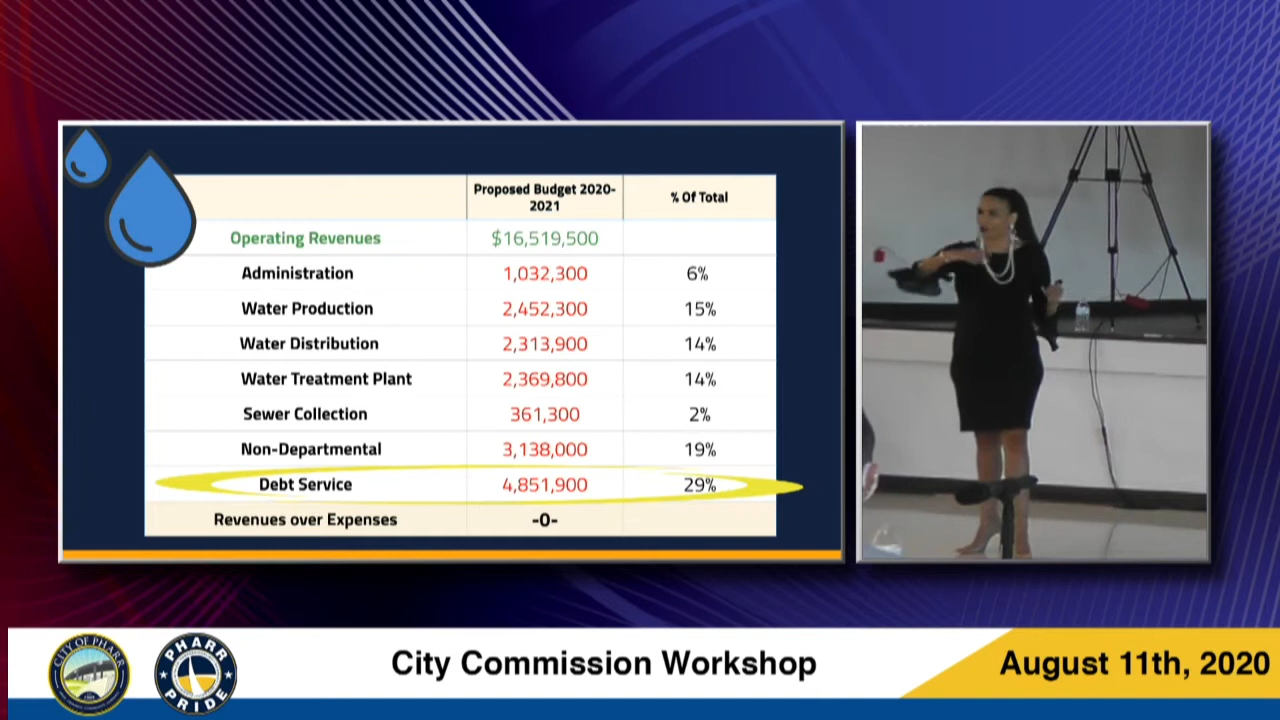 Proposed Budget 2020-
2021
% Of Total
Operating Revenues $16,519,500
Administration 1,032,300 6%
Water Production 2,452,300 15%
Water Distribution 2,313,900 14%
Water Treatment Plant 2,369,800 14%
Sewer Collection 361,300 2%
Non-Departmental 3,138,000 19%
Debt Service 4,851,900 29%
Revenues over Expenses -0-
CITY OF PHARR
PHARR
PRIDE
City Commission Workshop
August 11th, 2020